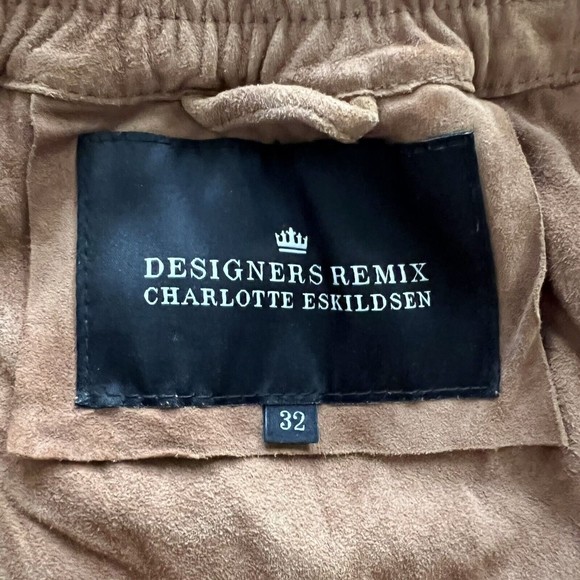 DESIGNERS REMIX
CHARLOTTE ESKILDSEN
32